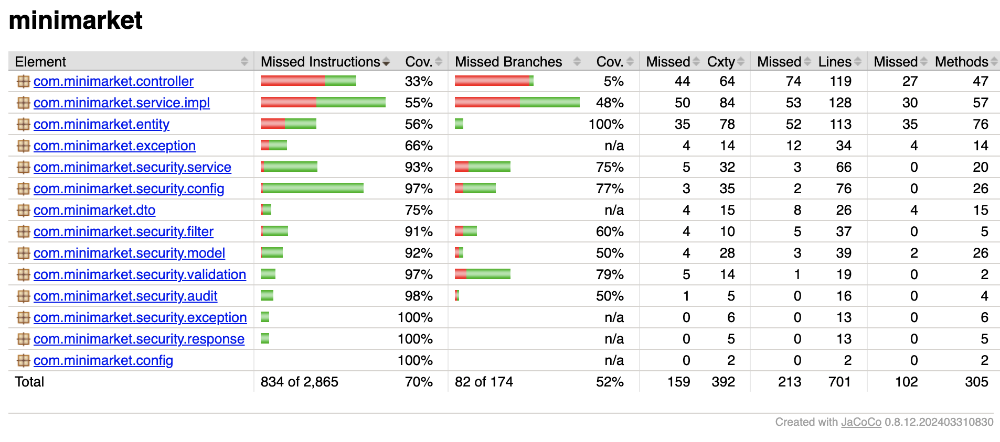 minimarket
Element Missed Instructions Cov. Missed Branches Cov. Missed Cxty Missed Lines Missed Methods
com.minimarket.controller 33% 5% 44 64 74 119 27 47
com.minimarket.service.impl 55% 48% 50 84 53 128 30 57
com.minimarket.entity 56% 100% 35 78 52 113 35 76
com.minimarket.exception 66% n/a 4 14 12 34 4 14
com.minimarket.security.service 93% 75% 5 32 3 66 0 20
com.minimarket.security.config 97% 77% 3 35 2 76 0 26
com.minimarket.dto 75% n/a 4 15 8 26 4 15
com.minimarket.security.filter 91% 60% 4 10 5 37 0 5
com.minimarket.security.model 92% 50% 4 28 3 39 2 26
com.minimarket.security.validation 97% 79% 5 14 1 19 0 2
com.minimarket.security.audit 98% 50% 1 5 0 16 0 4
com.minimarket.security.exception 100% n/a 0 6 0 13 0 6
com.minimarket.security.response 100% n/a 0 5 0 13 0 5
com.minimarket.config 100% n/a 0 2 0 2 0 2
Total 834 of 2,865 70% 82 of 174 52% 159 392 213 701 102 305
Created with JaCoCo 0.8.12.202403310830